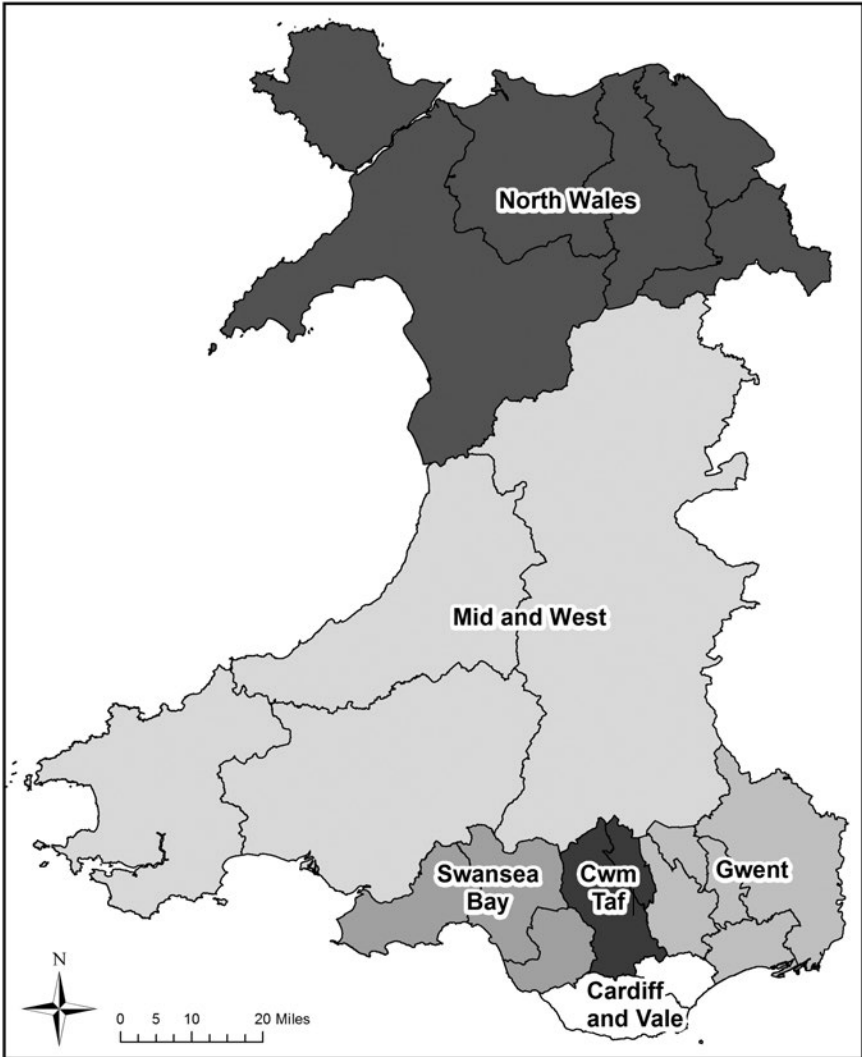 North Wales
Mid and West
Swansea
Bay
Cwm
Taf
Gwent
Cardiff
and Vale
N
0 5 10 20 Miles